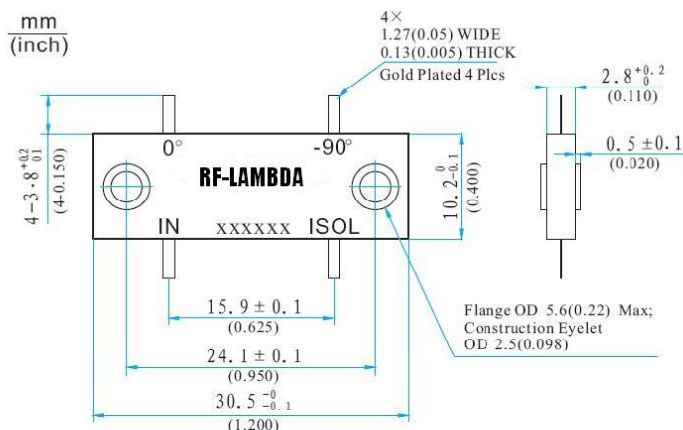 mm
(inch)
4×
1.27(0.05) WIDE
0.13(0.005) THICK
Gold Plated 4 Plcs
2.8 +0.2 0
(0.110)
0.5 ±0.1
(0.020)
4-3.8 +0.2 0.1
(4-0.150)
0° -90°
RF-LAMBDA
IN XXXXXX ISOL
10.2 0 -0.1
(0.400)
15.9 ± 0.1
(0.625)
24.1 ± 0.1
(0.950)
30.5 -0 -0.1
(1.200)
Flange OD 5.6(0.22) Max;
Construction Eyelet
OD 2.5(0.098)